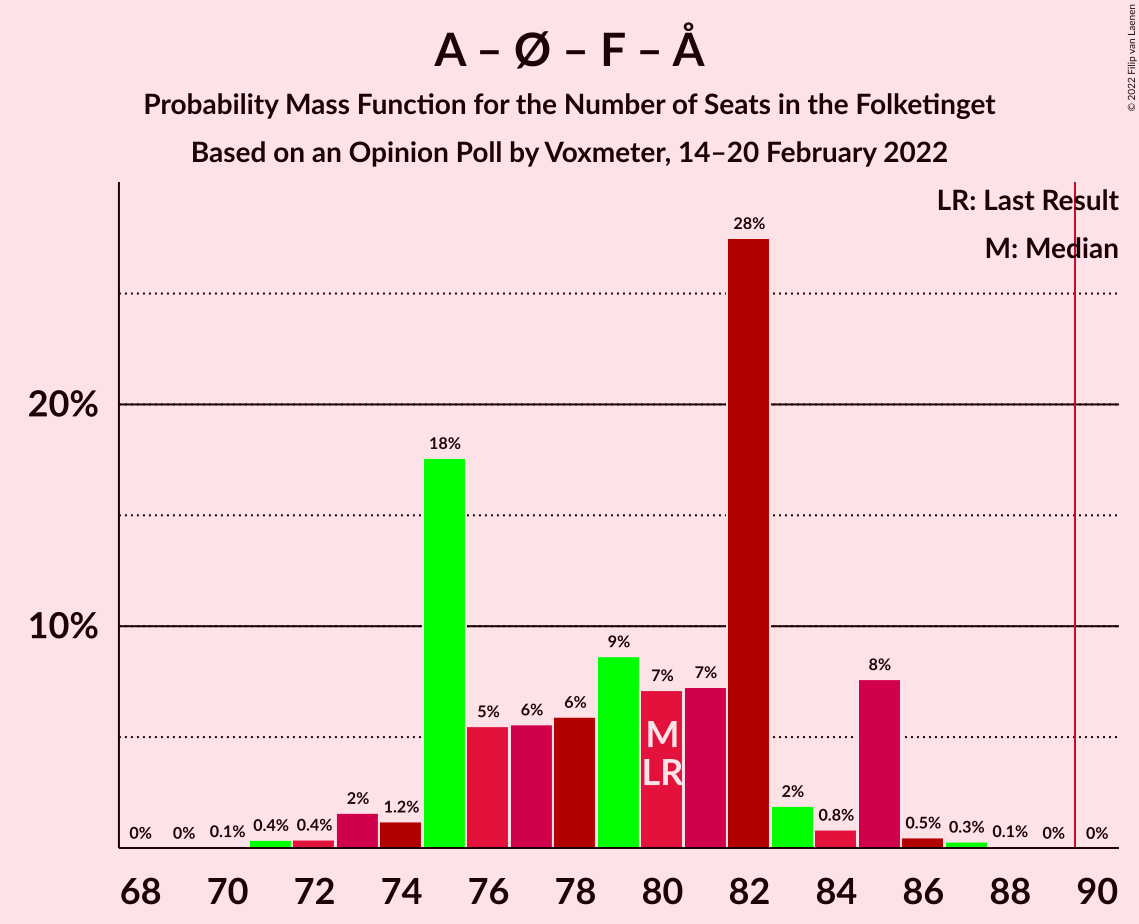 A – Ø – F – Å
Probability Mass Function for the Number of Seats in the Folketinget
Based on an Opinion Poll by Voxmeter, 14–20 February 2022
© 2022 Filip van Laenen
LR: Last Result
M: Median
28%
20%
18%
10%
9%
8%
7%
7%
6%
6%
5%
M
LR
2%
2%
1.2%
0.8%
0.5%
0.4%
0.4%
0.3%
0.1%
0.1%
0%
0%
0%
0%
68 70 72 74 76 78 80 82 84 86 88 90